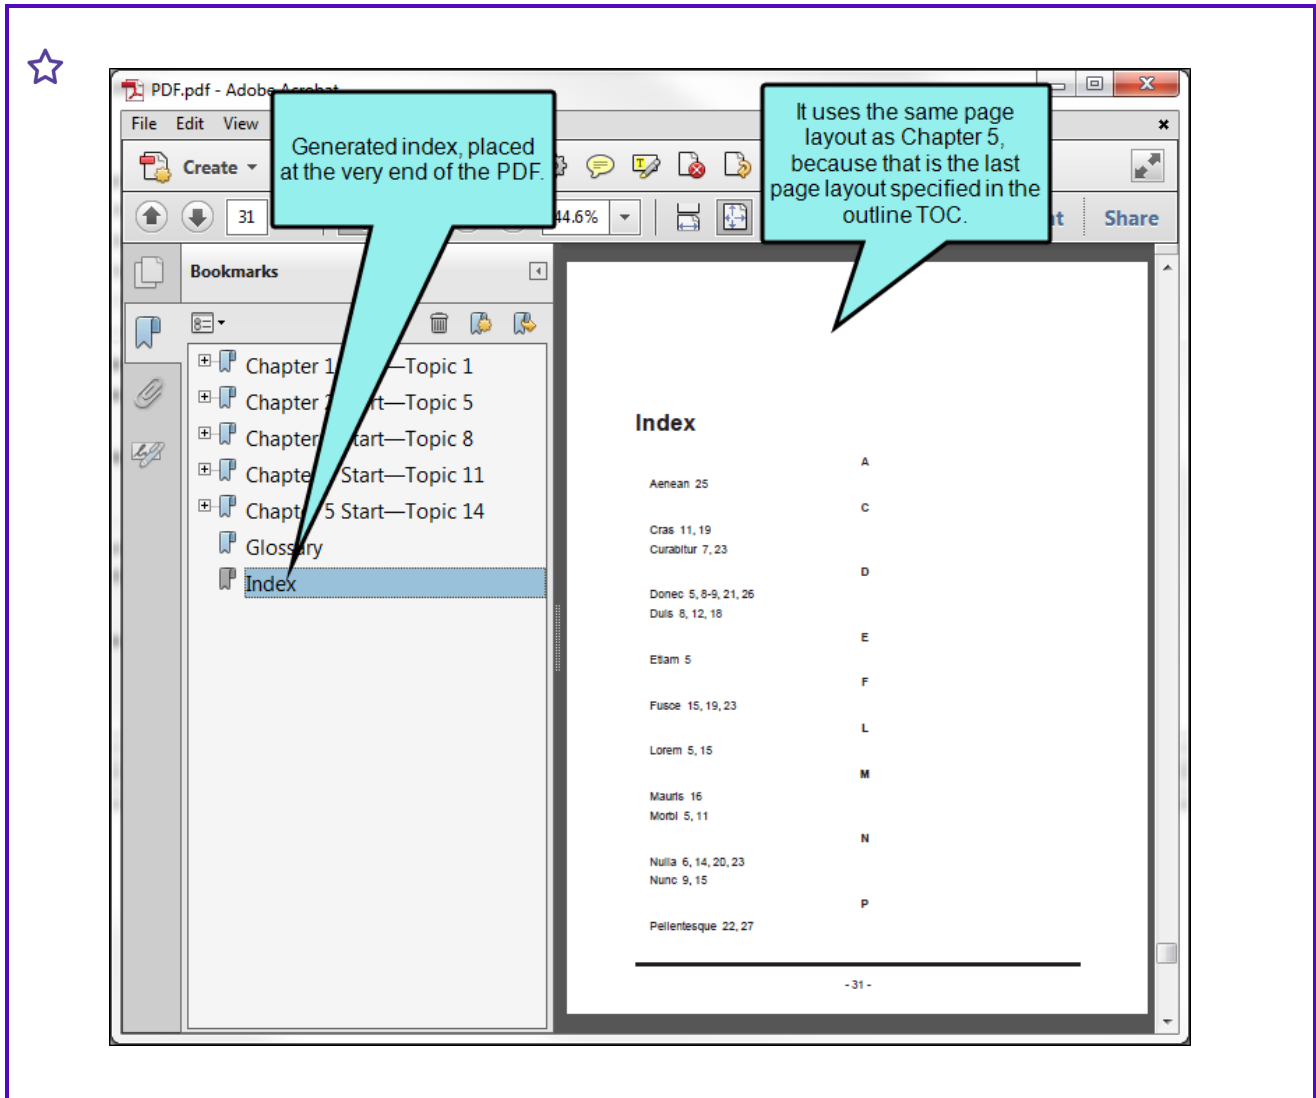 PDF.pdf - Adobe Acrobat
File Edit View
Create
31
44.6%
Share
Generated index, placed
at the very end of the PDF.
It uses the same page
layout as Chapter 5,
because that is the last
page layout specified in the
outline TOC.
Bookmarks
Chapter 1 —Topic 1
Chapter 2 —Topic 5
Chapter Start—Topic 8
Chapter Start—Topic 11
Chapter 5 Start—Topic 14
Glossary
Index
Index
A
Aenean 25
C
Cras 11, 19
Curabitur 7, 23
D
Donec 5, 8-9, 21, 26
Duis 8, 12, 18
E
Etiam 5
F
Fusce 15, 19, 23
L
Lorem 5, 15
M
Mauris 16
Morbi 5, 11
N
Nulla 6, 14, 20, 23
Nunc 9, 15
P
Pellentesque 22, 27
- 31 -